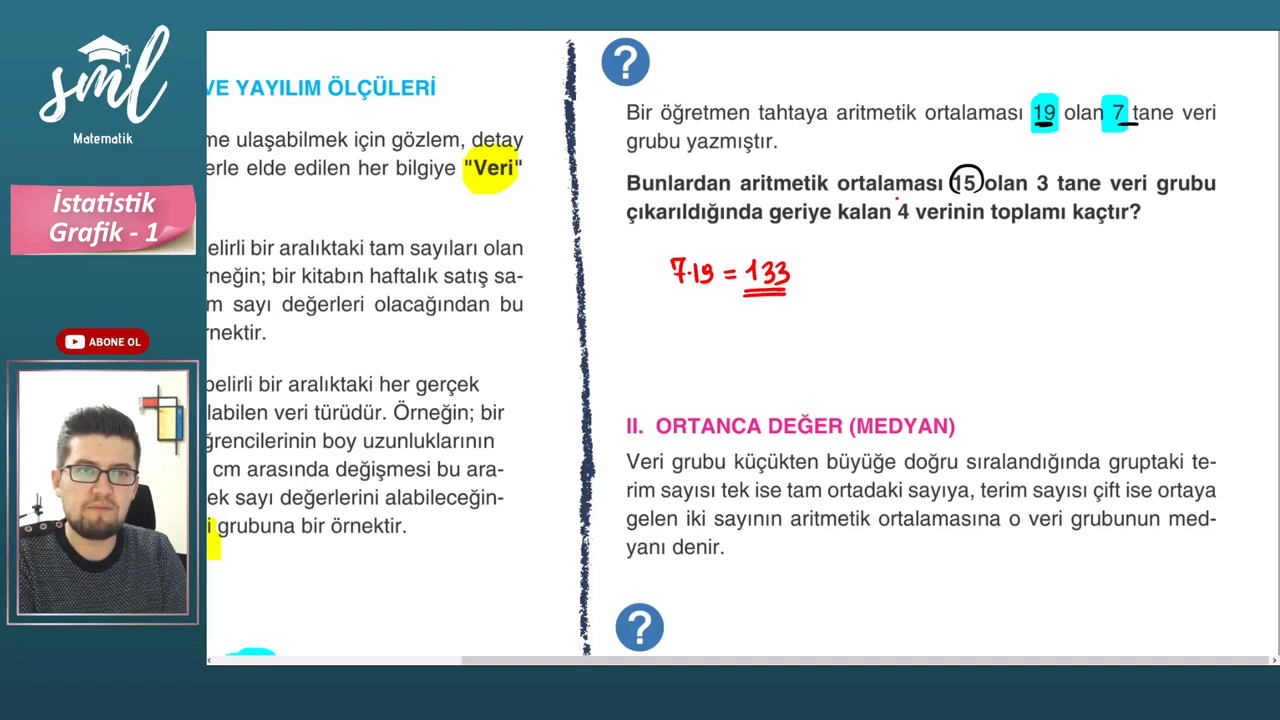 sml
Matematik
İstatistik
Grafik - 1
ABONE OL
VE YAYILIM ÖLÇÜLERİ
me ulaşabilmek için gözlem, detay
erle elde edilen her bilgiye "Veri"
belirli bir aralıktaki tam sayıları olan
rneğin; bir kitabın haftalık satış sa-
m sayı değerleri olacağından bu
rnektir.
belirli bir aralıktaki her gerçek
labilen veri türüdür. Örneğin; bir
ğrencilerinin boy uzunluklarının
cm arasında değişmesi bu ara-
ek sayı değerlerini alabileceğin-
i grubuna bir örnektir.
?
Bir öğretmen tahtaya aritmetik ortalaması 19 olan 7 tane veri
grubu yazmıştır.
Bunlardan aritmetik ortalaması 15 olan 3 tane veri grubu
çıkarıldığında geriye kalan 4 verinin toplamı kaçtır?
7·19 = 133
II. ORTANCA DEĞER (MEDYAN)
Veri grubu küçükten büyüğe doğru sıralandığında gruptaki te-
rim sayısı tek ise tam ortadaki sayıya, terim sayısı çift ise ortaya
gelen iki sayının aritmetik ortalamasına o veri grubunun med-
yanı denir.
?